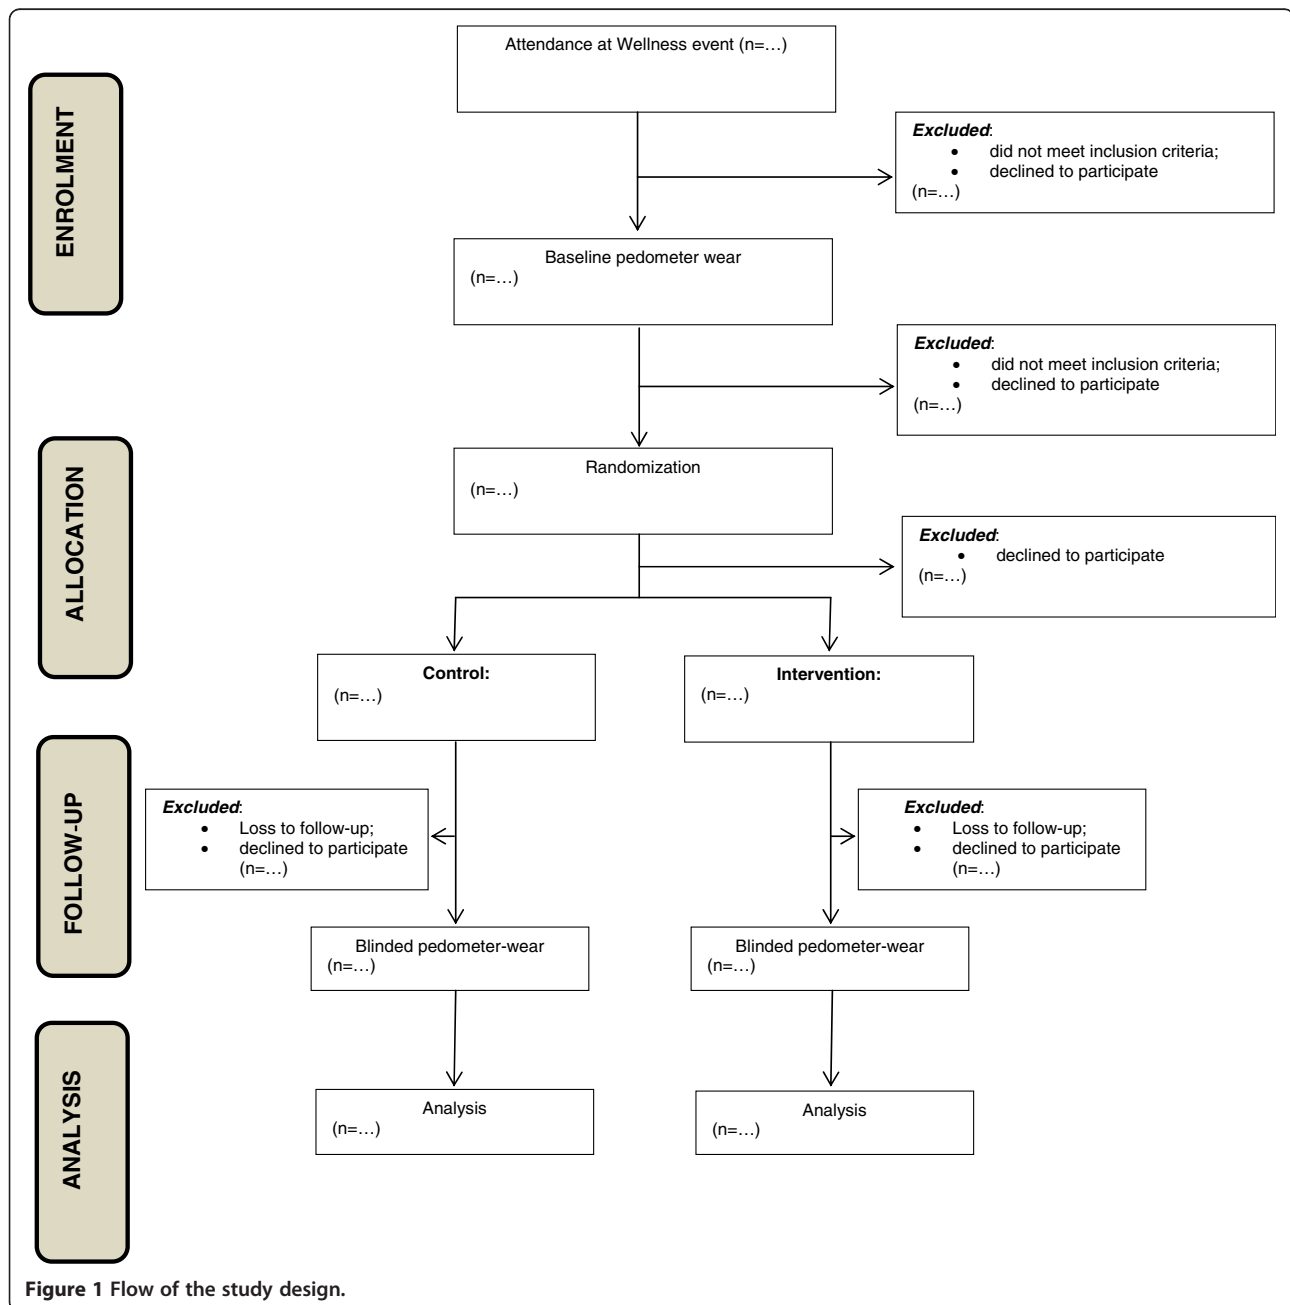 Attendance at Wellness event (n=...)
ENROLMENT
Excluded:
• did not meet inclusion criteria;
• declined to participate
(n=...)
Baseline pedometer wear
(n=...)
Excluded:
• did not meet inclusion criteria;
• declined to participate
(n=...)
ALLOCATION
Randomization
(n=...)
Excluded:
• declined to participate
(n=...)
Control:
(n=...)
Intervention:
(n=...)
FOLLOW-UP
Excluded:
• Loss to follow-up;
• declined to participate
(n=...)
Excluded:
• Loss to follow-up;
• declined to participate
(n=...)
Blinded pedometer-wear
(n=...)
Blinded pedometer-wear
(n=...)
ANALYSIS
Analysis
(n=...)
Analysis
(n=...)
Figure 1 Flow of the study design.